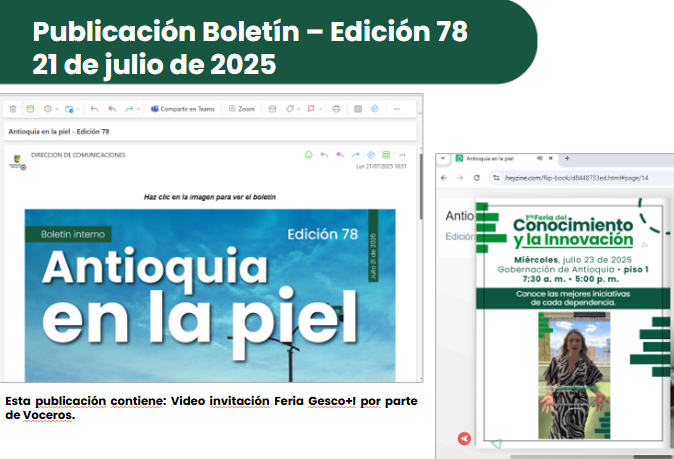 Publicación Boletín – Edición 78
21 de julio de 2025
Compartir en Teams
Zoom
Antioquia en la piel - Edición 78
DIRECCION DE COMUNICACIONES
Lun 21/07/2025 10:51
Haz clic en la imagen para ver el boletín
Boletín interno
Edición 78
Julio 21 de 2025
Antioquia
en la piel
Esta publicación contiene: Video invitación Feria Gesco+I por parte
de Voceros.
Antioquia en la piel
heyzine.com/flip-book/d8448733ed.html#page/14
Antio
Edición
1ra Feria del
Conocimiento
y la Innovación
Miércoles, julio 23 de 2025
Gobernación de Antioquia • piso 1
7:30 a. m. • 5:00 p. m.
Conoce las mejores iniciativas
de cada dependencia.